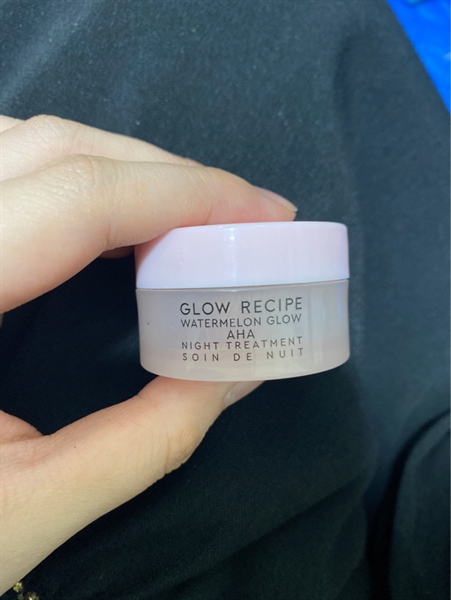 GLOW RECIPE
WATERMELON GLOW
AHA
NIGHT TREATMENT
SOIN DE NUIT